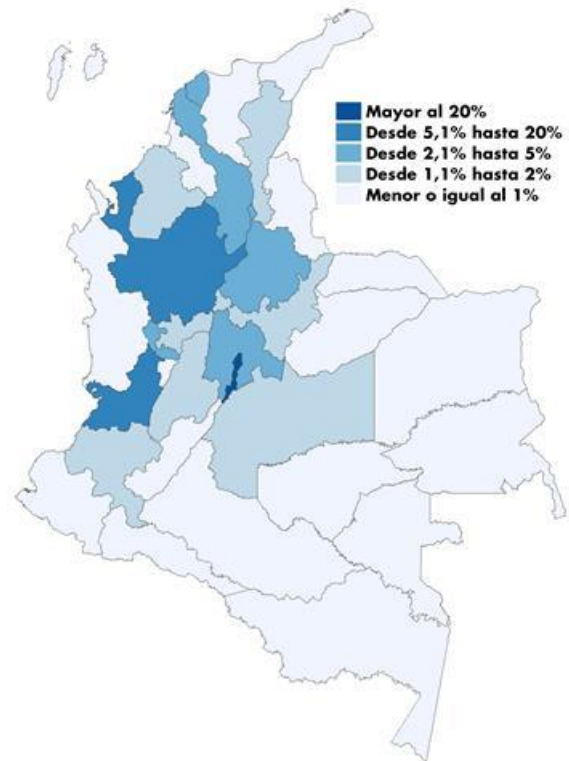 Mayor al 20%
Desde 5,1% hasta 20%
Desde 2,1% hasta 5%
Desde 1,1% hasta 2%
Menor o igual al 1%